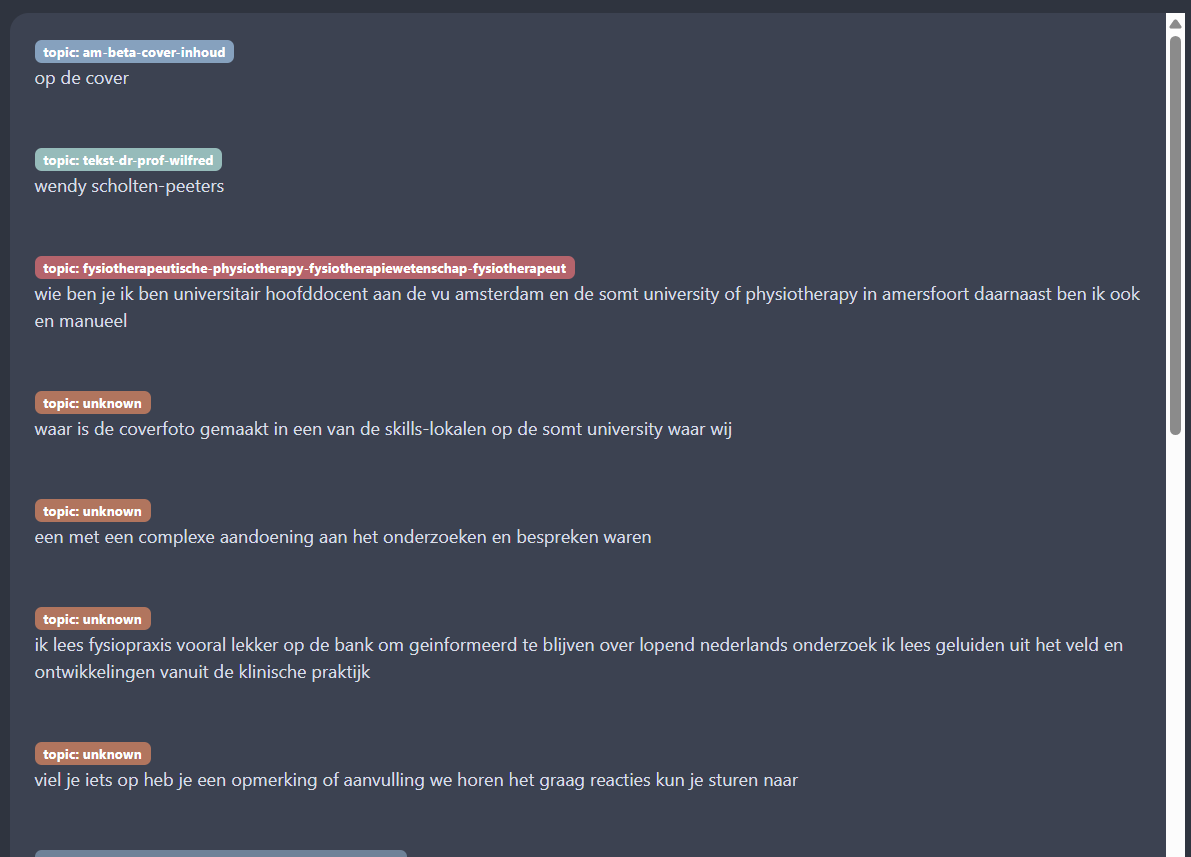 topic: am-beta-cover-inhoud
op de cover
topic: tekst-dr-prof-wilfred
wendy scholten-peeters
topic: fysiotherapeutische-physiotherapy-fysiotherapiewetenschap-fysiotherapeut
wie ben je ik ben universitair hoofddocent aan de vu amsterdam en de somt university of physiotherapy in amersfoort daarnaast ben ik ook
en manueel
topic: unknown
waar is de coverfoto gemaakt in een van de skills-lokalen op de somt university waar wij
topic: unknown
een met een complexe aandoening aan het onderzoeken en bespreken waren
topic: unknown
ik lees fysiopraxis vooral lekker op de bank om geinformeerd te blijven over lopend nederlands onderzoek ik lees geluiden uit het veld en
ontwikkelingen vanuit de klinische praktijk
topic: unknown
viel je iets op heb je een opmerking of aanvulling we horen het graag reacties kun je sturen naar